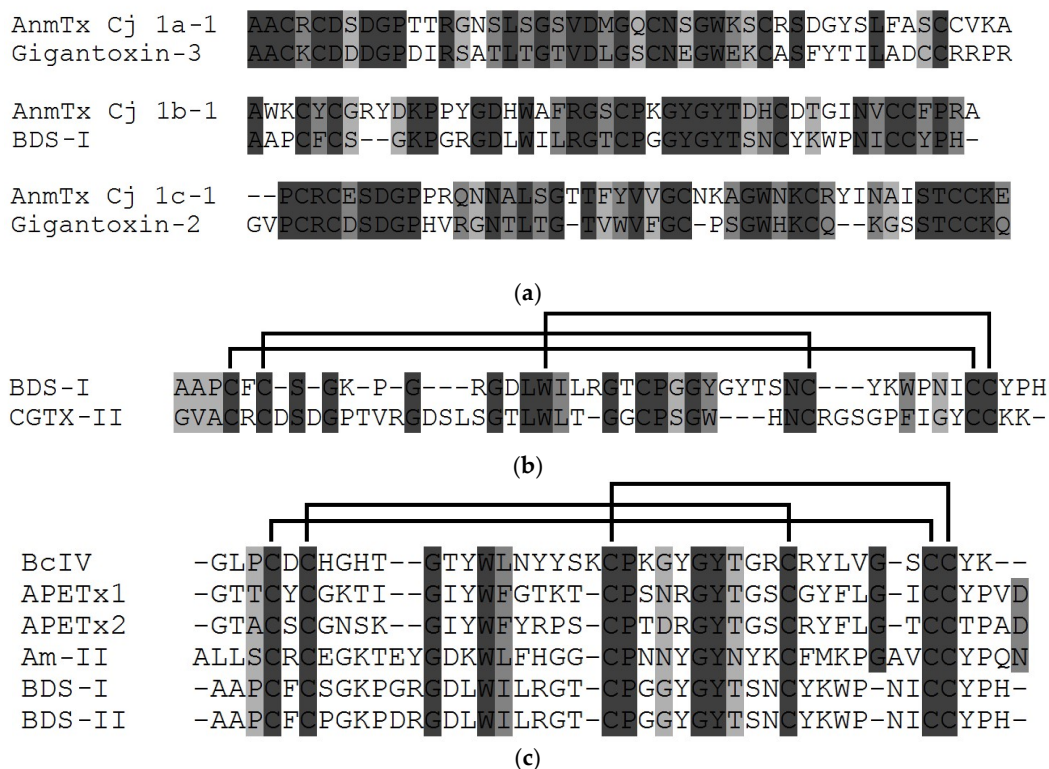 AnmTx Cj 1a-1 AACRCDSDGPTTRGNSLSGSVDMGQCNSGWKSCRSDGYSLFASCCVKA
Gigantoxin-3 AACKCDDDGPDIRSATLTGTVDLGSCNEGWEKCASFYTILADCCRRPR
AnmTx Cj 1b-1 AWKCYCGRYDKPPYGDHWAFRGSCPKGYGYTDHCDTGINVCCFPRA
BDS-I AAPCFCS--GKPGRGDLWILRGTCPGGYGYTSNCYKWPNICCYPH-
AnmTx Cj 1c-1 --PCRCESDGPPRQNNALSGTTFYVVGCNKAGWNKCRYINAISTCCKE
Gigantoxin-2 GVPCRCDSDGPHVRGNTLTG-TVWVFGC-PSGWHKCQ--KGSSTCCKQ
(a)
BDS-I AAPCFC-S-GK-P-G---RGDLWILRGTCPGGYGYTSNC---YKWPNICCYPH
CGTX-II GVACRCDSDGPTVRGDSLSGTLWLT-GGCPSGW---HNCRGSGPFIGYCCKK-
(b)
BcIV -GLPCDCHGHT--GTYWLNYYSKCPKGYGYTGRCRYLVG-SCCYK--
APETx1 -GTTCYCGKTI--GIYWFGTKT-CPSNRGYTGSCGYFLG-ICCYPVD
APETx2 -GTACSCGNSK--GIYWFYRPS-CPTDRGYTGSCRYFLG-TCCTPAD
Am-II ALLSCRCEGKTEYGDKWLFHGG-CPNNYGYNYKCFMKPGAVCCYPQN
BDS-I -AAPCFCSGKPGRGDLWILRGT-CPGGYGYTSNCYKWP-NICCYPH-
BDS-II -AAPCFCPGKPDRGDLWILRGT-CPGGYGYTSNCYKWP-NICCYPH-
(c)